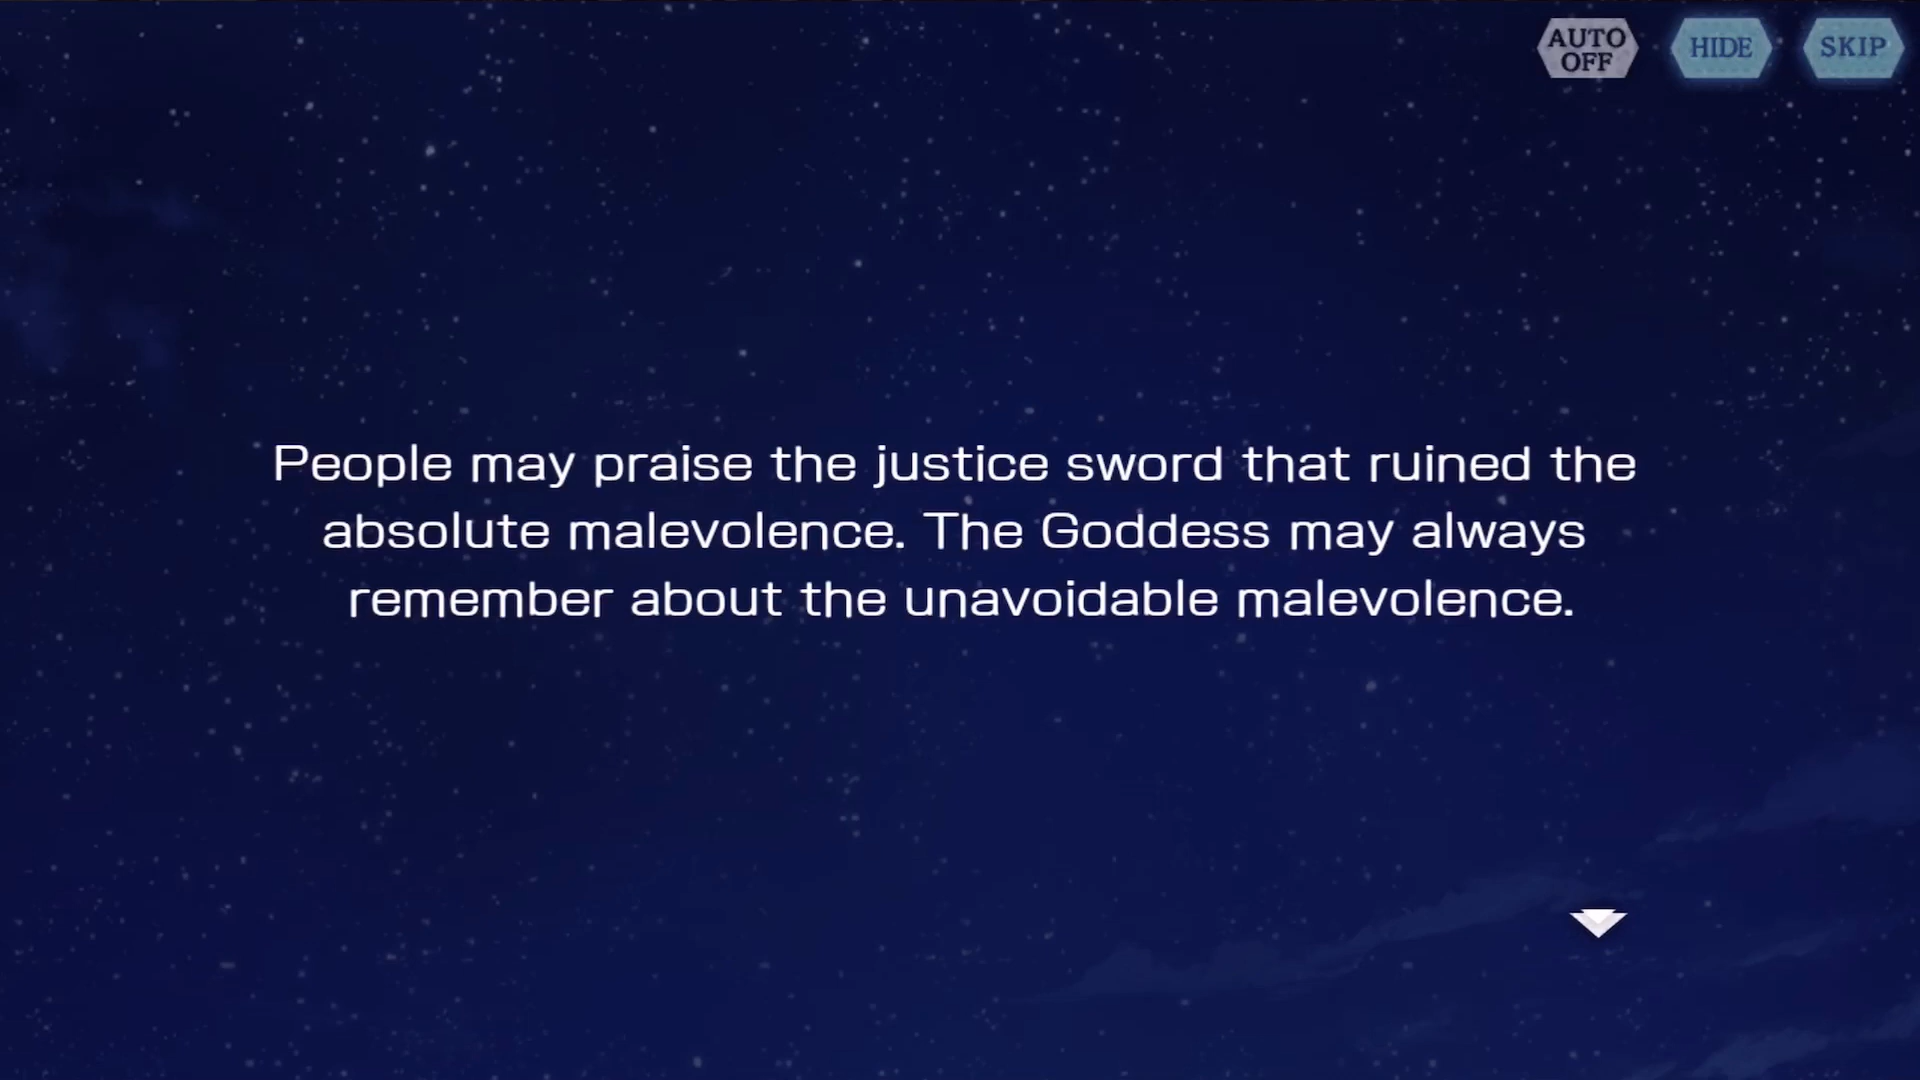 AUTO
OFF
HIDE
SKIP
People may praise the justice sword that ruined the
absolute malevolence. The Goddess may always
remember about the unavoidable malevolence.